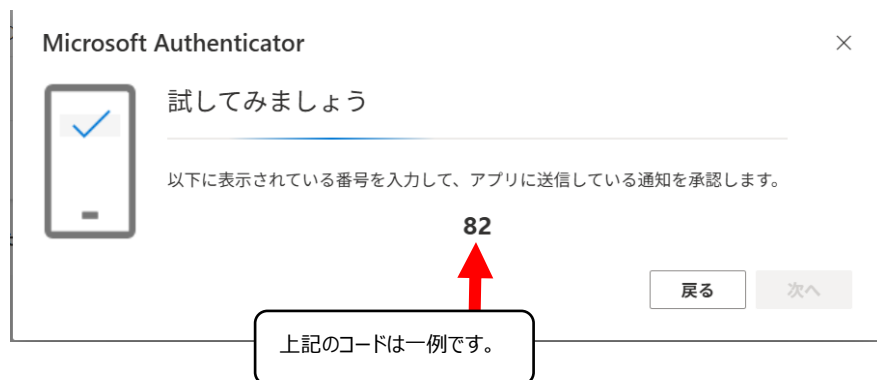 Microsoft Authenticator
試してみましょう
以下に表示されている番号を入力して、アプリに送信している通知を承認します。
82
戻る
次へ
上記のコードは一例です。